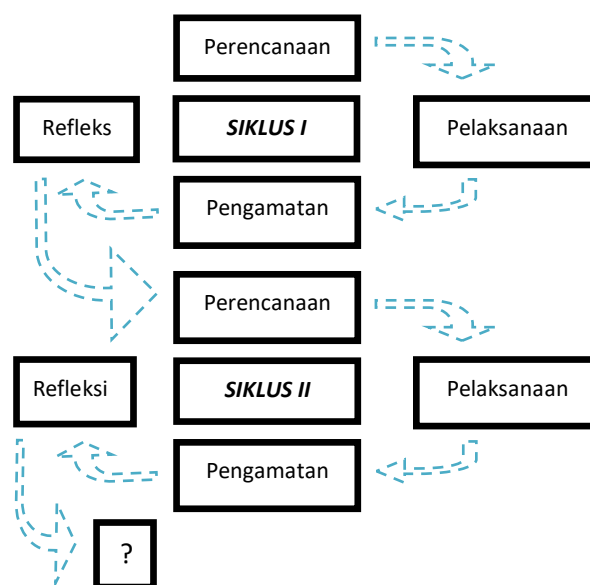 Perencanaan
Refleks
SIKLUS I
Pelaksanaan
Pengamatan
Perencanaan
Refleksi
SIKLUS II
Pelaksanaan
Pengamatan
?